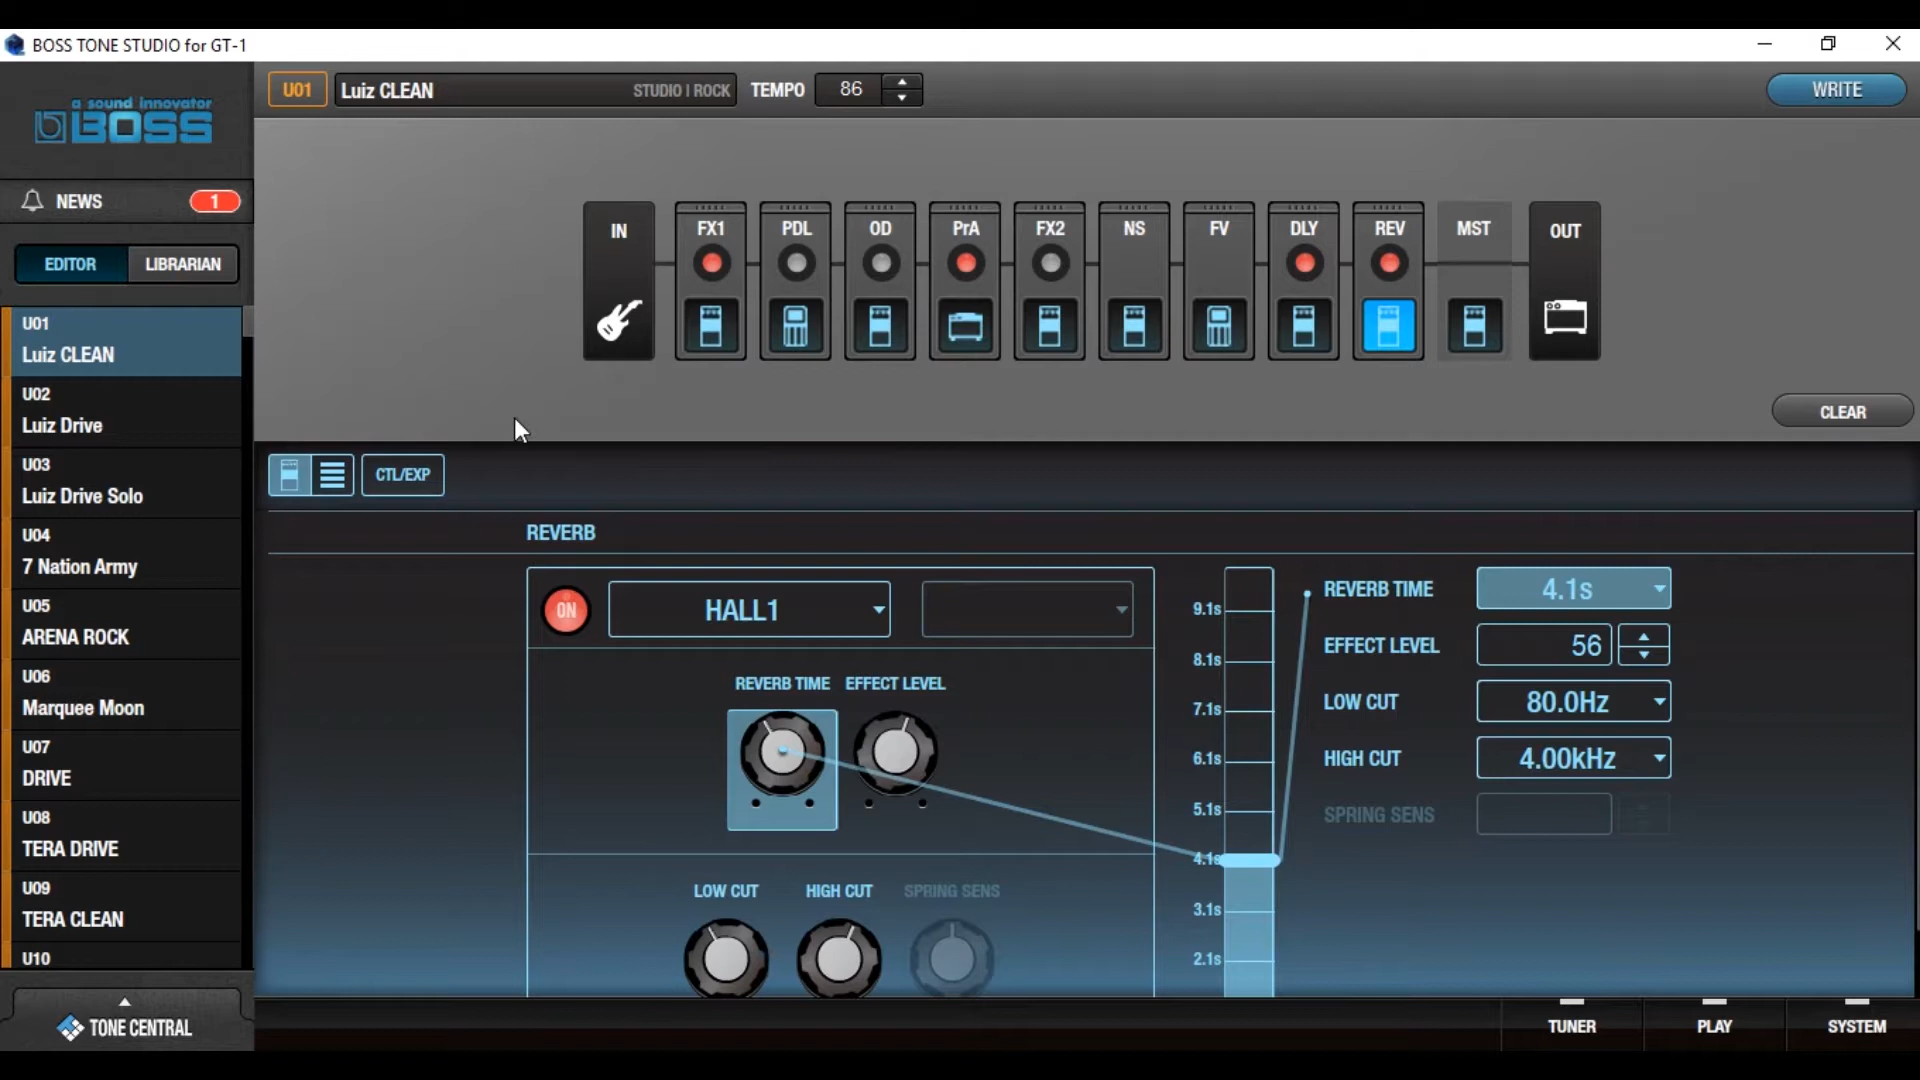 BOSS TONE STUDIO for GT-1
a sound innovator
BOSS
U01 Luiz CLEAN STUDIO | ROCK TEMPO 86 WRITE
NEWS 1
EDITOR LIBRARIAN
U01
Luiz CLEAN
U02
Luiz Drive
U03
Luiz Drive Solo
U04
7 Nation Army
U05
ARENA ROCK
U06
Marquee Moon
U07
DRIVE
U08
TERA DRIVE
U09
TERA CLEAN
U10
TONE CENTRAL
IN FX1 PDL OD PrA FX2 NS FV DLY REV MST OUT
CLEAR
CTL/EXP
REVERB
ON HALL1
REVERB TIME EFFECT LEVEL
LOW CUT HIGH CUT SPRING SENS
9.1s
8.1s
7.1s
6.1s
5.1s
4.1s
3.1s
2.1s
REVERB TIME 4.1s
EFFECT LEVEL 56
LOW CUT 80.0Hz
HIGH CUT 4.00kHz
SPRING SENS
TUNER PLAY SYSTEM